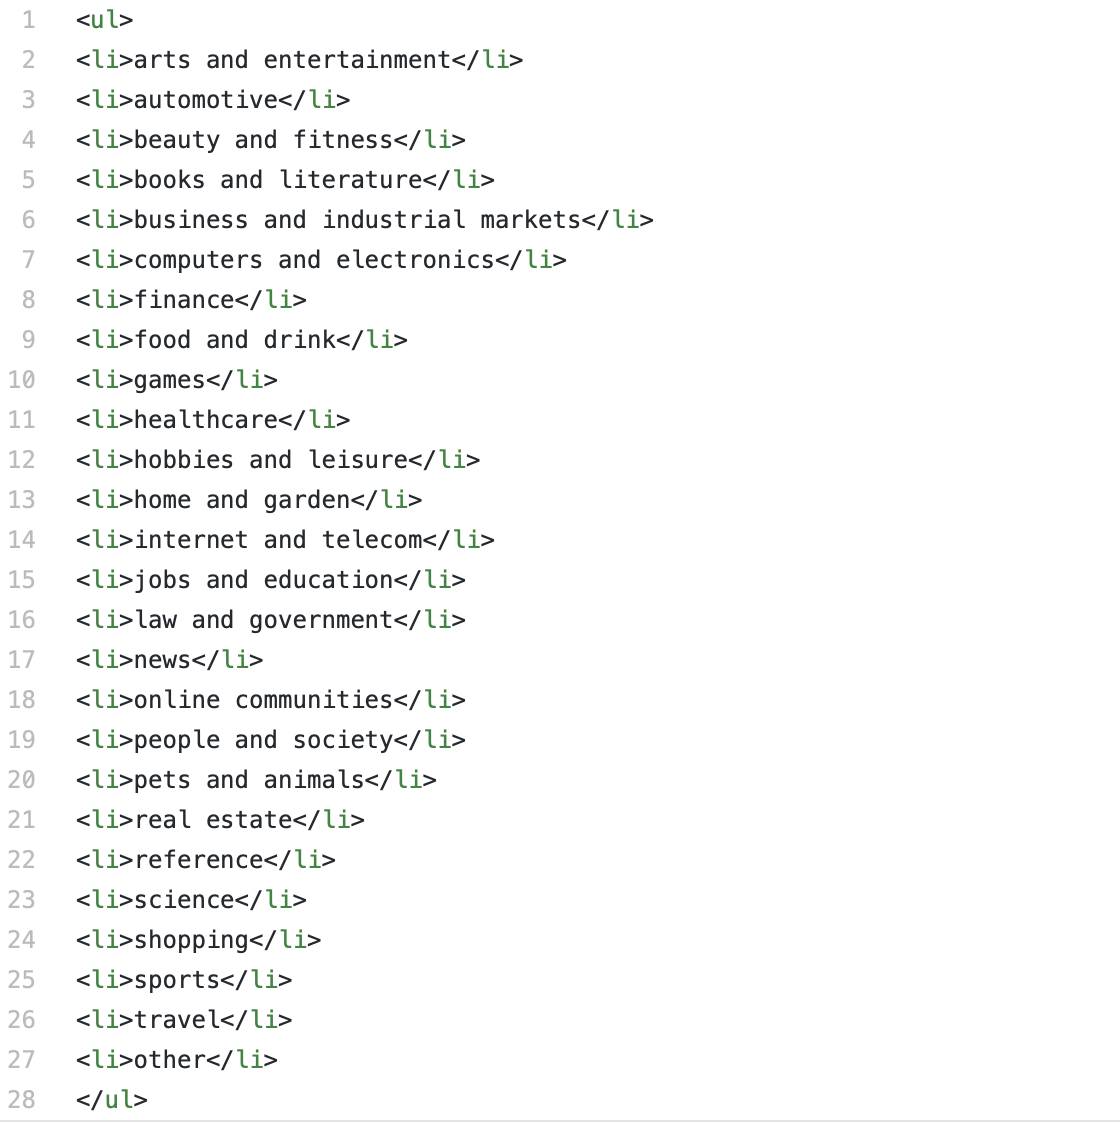 1 <ul>
2 <li>arts and entertainment</li>
3 <li>automotive</li>
4 <li>beauty and fitness</li>
5 <li>books and literature</li>
6 <li>business and industrial markets</li>
7 <li>computers and electronics</li>
8 <li>finance</li>
9 <li>food and drink</li>
10 <li>games</li>
11 <li>healthcare</li>
12 <li>hobbies and leisure</li>
13 <li>home and garden</li>
14 <li>internet and telecom</li>
15 <li>jobs and education</li>
16 <li>law and government</li>
17 <li>news</li>
18 <li>online communities</li>
19 <li>people and society</li>
20 <li>pets and animals</li>
21 <li>real estate</li>
22 <li>reference</li>
23 <li>science</li>
24 <li>shopping</li>
25 <li>sports</li>
26 <li>travel</li>
27 <li>other</li>
28 </ul>